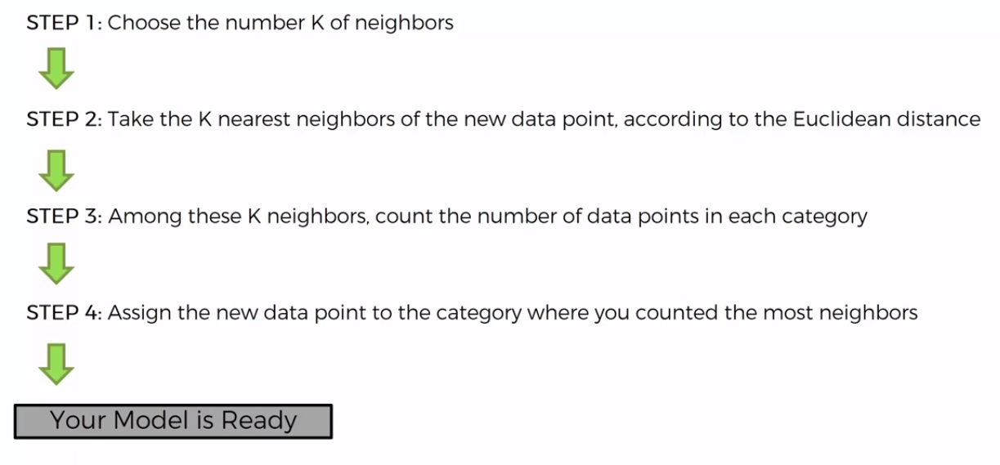 STEP 1: Choose the number K of neighbors
STEP 2: Take the K nearest neighbors of the new data point, according to the Euclidean distance
STEP 3: Among these K neighbors, count the number of data points in each category
STEP 4: Assign the new data point to the category where you counted the most neighbors
Your Model is Ready